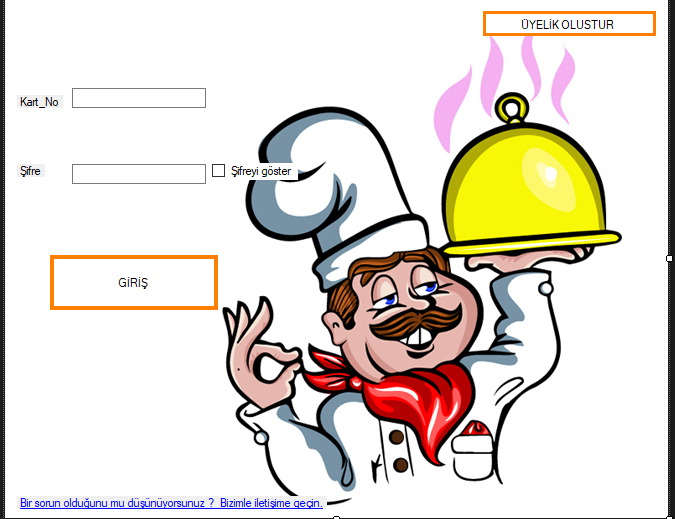 ÜYELİK OLUSTUR
Kart_No
Şifre
Şifreyi göster
GİRİŞ
Bir sorun olduğunu mu düşünüyorsunuz ? Bizimle iletişime geçin.